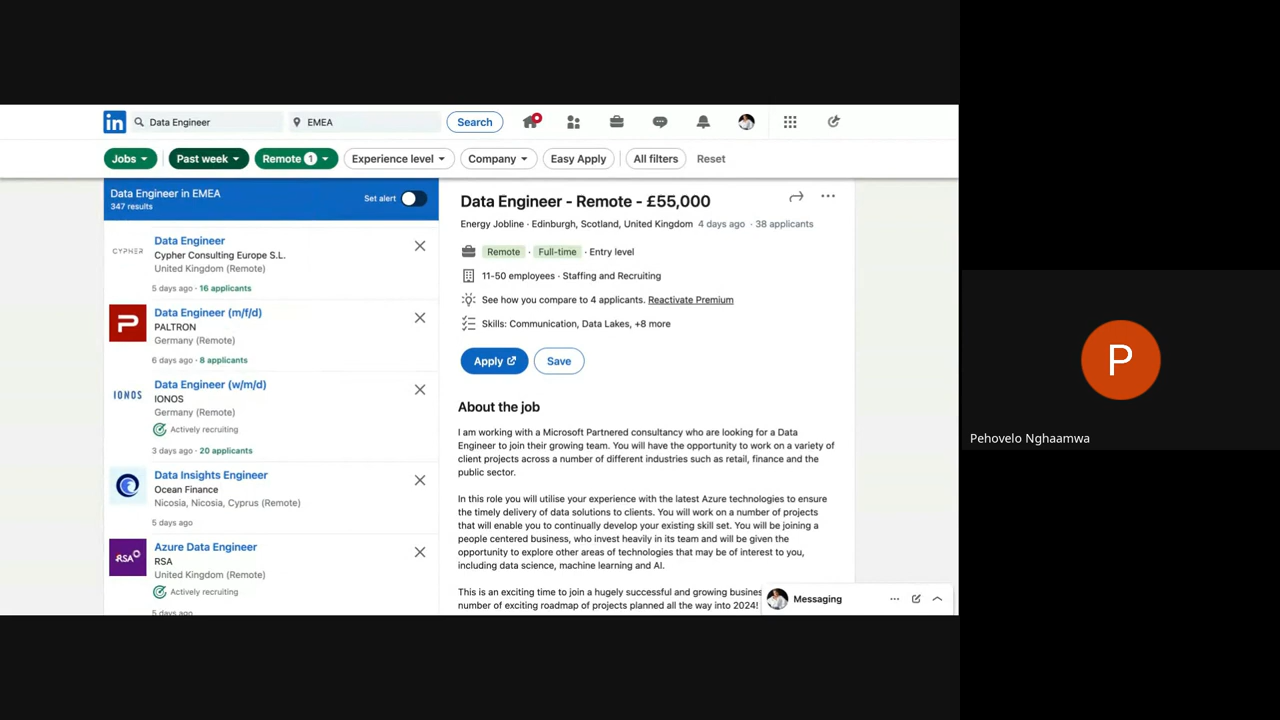 in
Data Engineer
EMEA
Search
Jobs
Past week
Remote 1
Experience level
Company
Easy Apply
All filters
Reset
Data Engineer in EMEA
347 results
Set alert
CYPHER
Data Engineer
Cypher Consulting Europe S.L.
United Kingdom (Remote)
5 days ago · 16 applicants
Data Engineer (m/f/d)
PALTRON
Germany (Remote)
6 days ago · 8 applicants
IONOS
Data Engineer (w/m/d)
IONOS
Germany (Remote)
Actively recruiting
3 days ago · 20 applicants
Data Insights Engineer
Ocean Finance
Nicosia, Nicosia, Cyprus (Remote)
5 days ago
RSA
Azure Data Engineer
RSA
United Kingdom (Remote)
Actively recruiting
5 days ago
Data Engineer - Remote - £55,000
Energy Jobline · Edinburgh, Scotland, United Kingdom 4 days ago · 38 applicants
Remote · Full-time · Entry level
11-50 employees · Staffing and Recruiting
See how you compare to 4 applicants. Reactivate Premium
Skills: Communication, Data Lakes, +8 more
Apply
Save
About the job
I am working with a Microsoft Partnered consultancy who are looking for a Data
Engineer to join their growing team. You will have the opportunity to work on a variety of
client projects across a number of different industries such as retail, finance and the
public sector.
In this role you will utilise your experience with the latest Azure technologies to ensure
the timely delivery of data solutions to clients. You will work on a number of projects
that will enable you to continually develop your existing skill set. You will be joining a
people centered business, who invest heavily in its team and will be given the
opportunity to explore other areas of technologies that may be of interest to you,
including data science, machine learning and AI.
This is an exciting time to join a hugely successful and growing busines
number of exciting roadmap of projects planned all the way into 2024!
Messaging
P
Pehovelo Nghaamwa